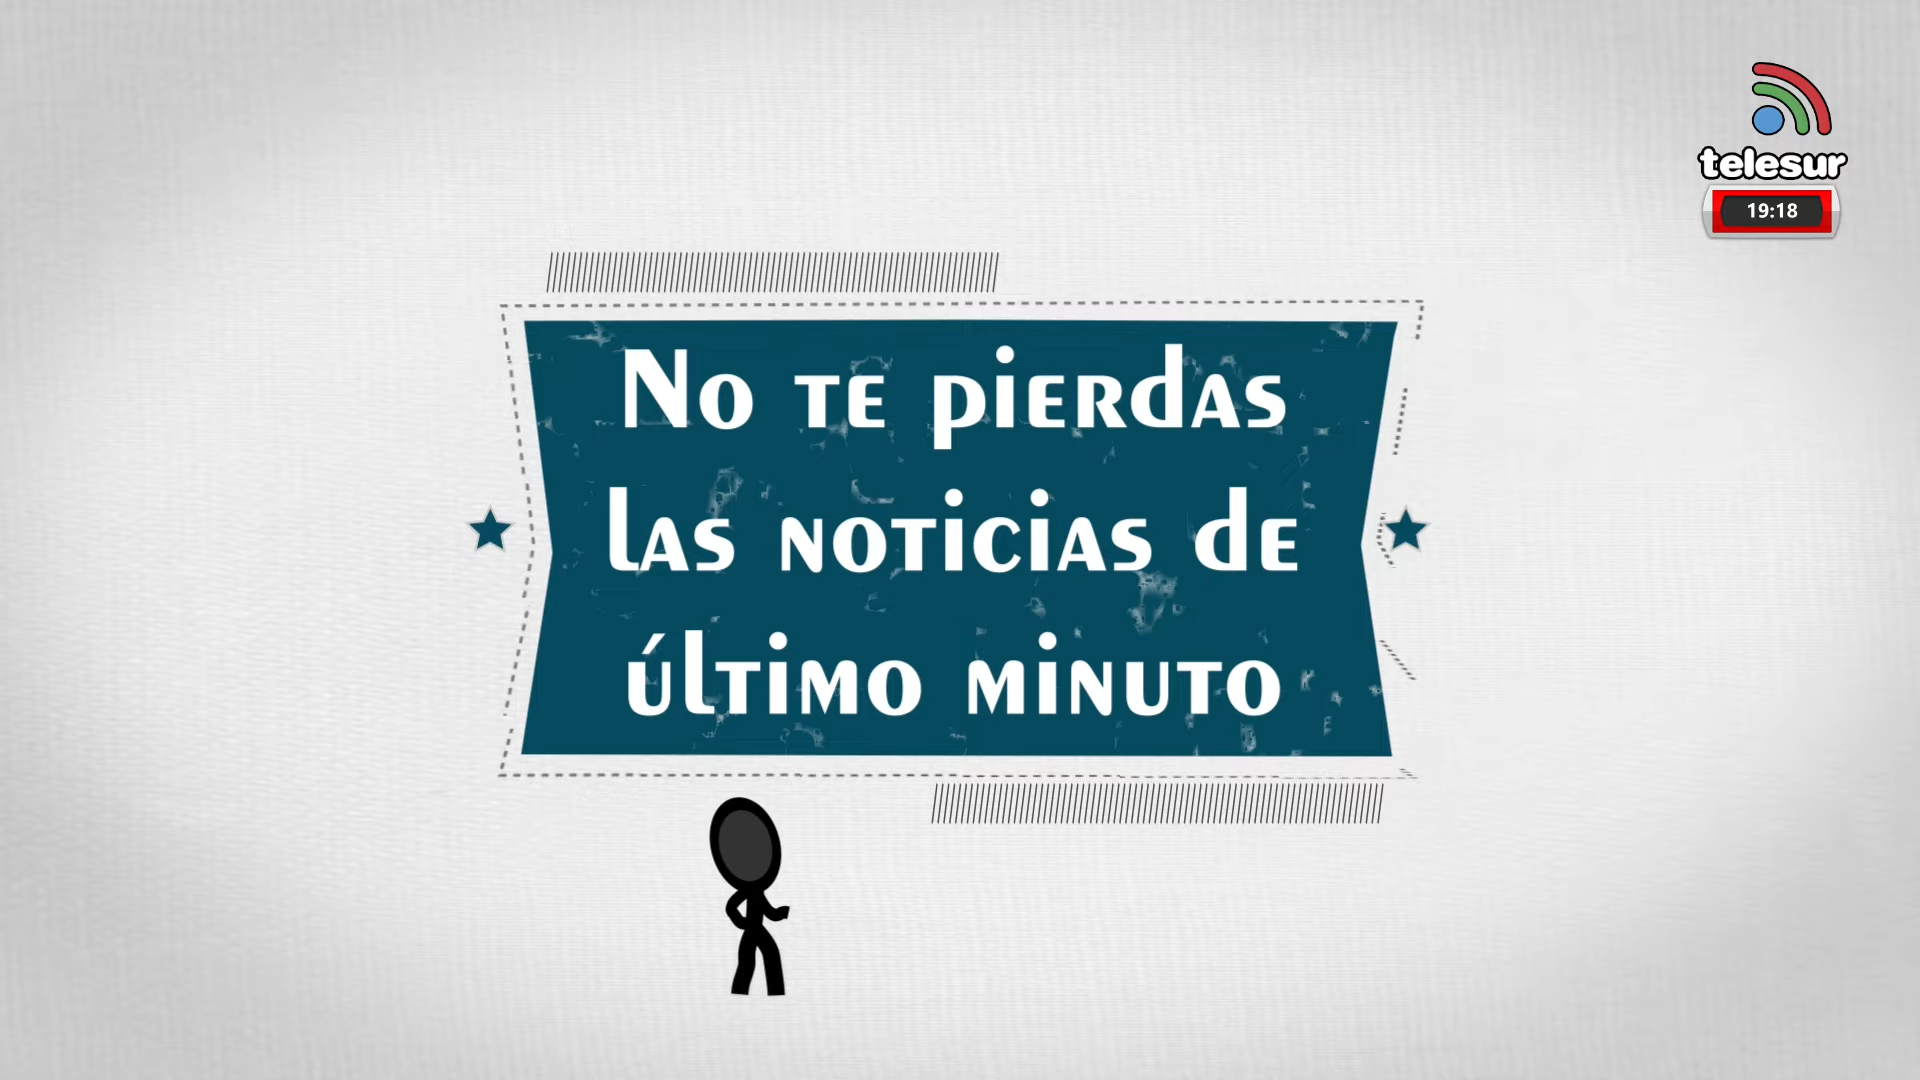 telesur
19:18
No te pierdas
las noticias de
último minuto